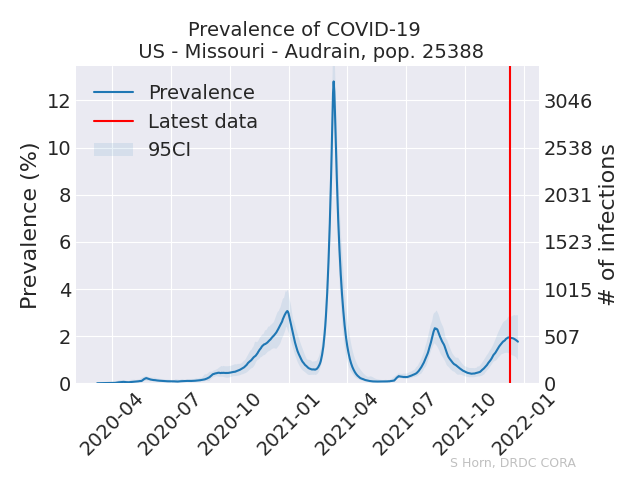 Prevalence of COVID-19
US - Missouri - Audrain, pop. 25388
Prevalence
Latest data
95CI
Prevalence (%)
12
10
8
6
4
2
0
3046
2538
2031
1523
1015
507
0
# of infections
2020-04
2020-07
2020-10
2021-01
2021-04
2021-07
2021-10
2022-01
S Horn, DRDC CORA